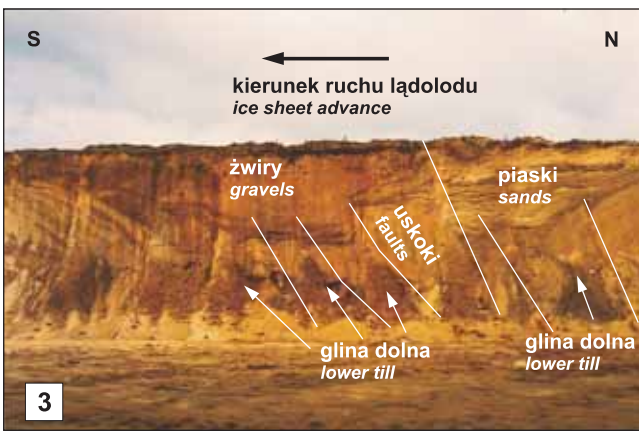 S
N
kierunek ruchu lądolodu
ice sheet advance
żwiry
gravels
piaski
sands
uskoki
faults
glina dolna
lower till
glina dolna
lower till
3